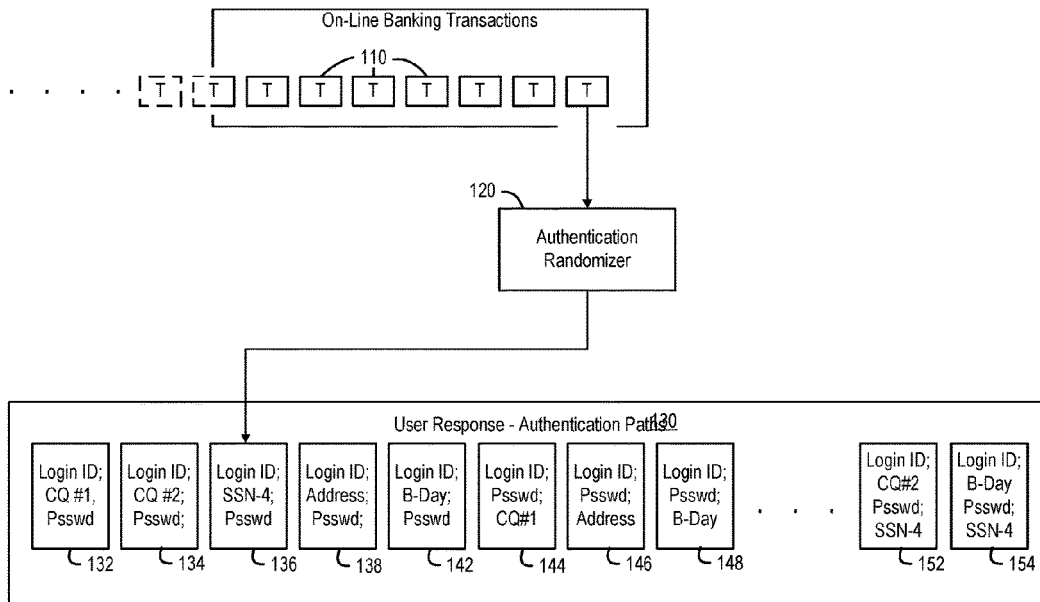 On-Line Banking Transactions
110
T T T T T T T T T
120
Authentication
Randomizer
User Response - Authentication Paths 130
Login ID;
CQ #1,
Psswd
132
Login ID;
CQ #2;
Psswd;
134
Login ID;
SSN-4;
Psswd
136
Login ID;
Address;
Psswd;
138
Login ID;
B-Day;
Psswd
142
Login ID;
Psswd;
CQ#1
144
Login ID;
Psswd;
Address
146
Login ID;
Psswd;
B-Day
148
Login ID;
CQ#2
Psswd;
SSN-4
152
Login ID;
B-Day
Psswd;
SSN-4
154